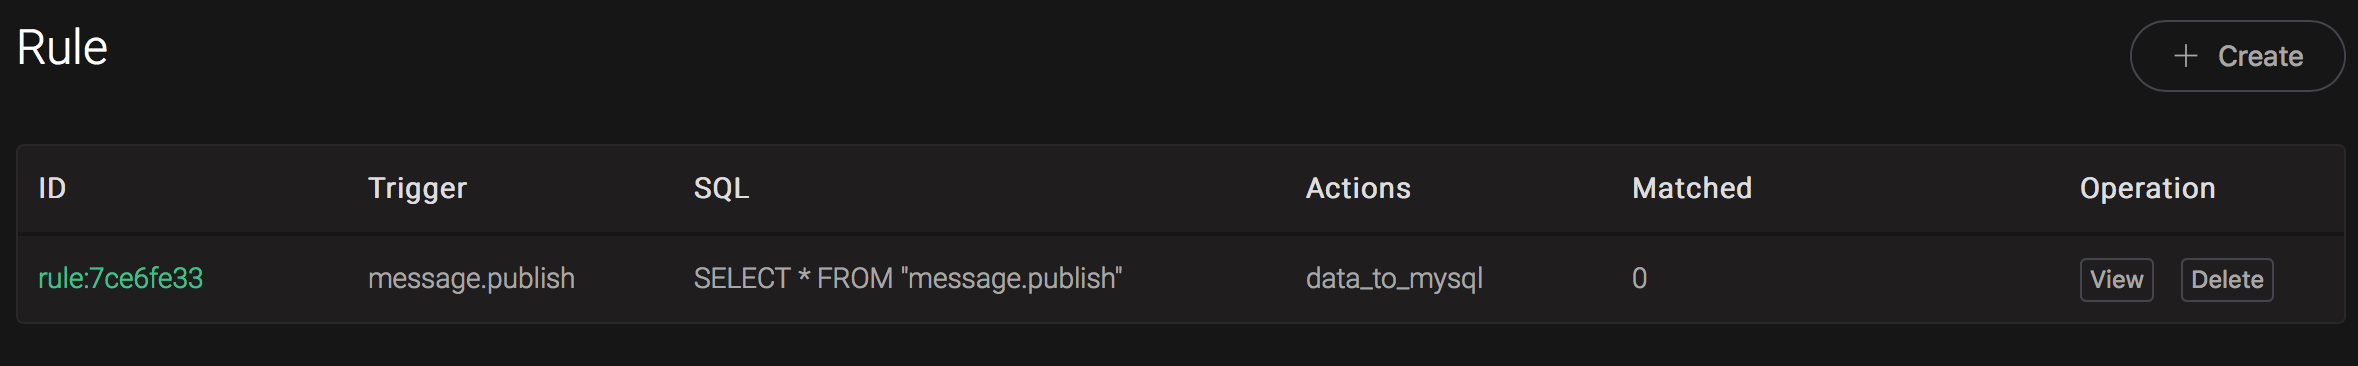 Rule
+ Create
ID Trigger SQL Actions Matched Operation
rule:7ce6fe33 message.publish SELECT * FROM "message.publish" data_to_mysql 0 View Delete